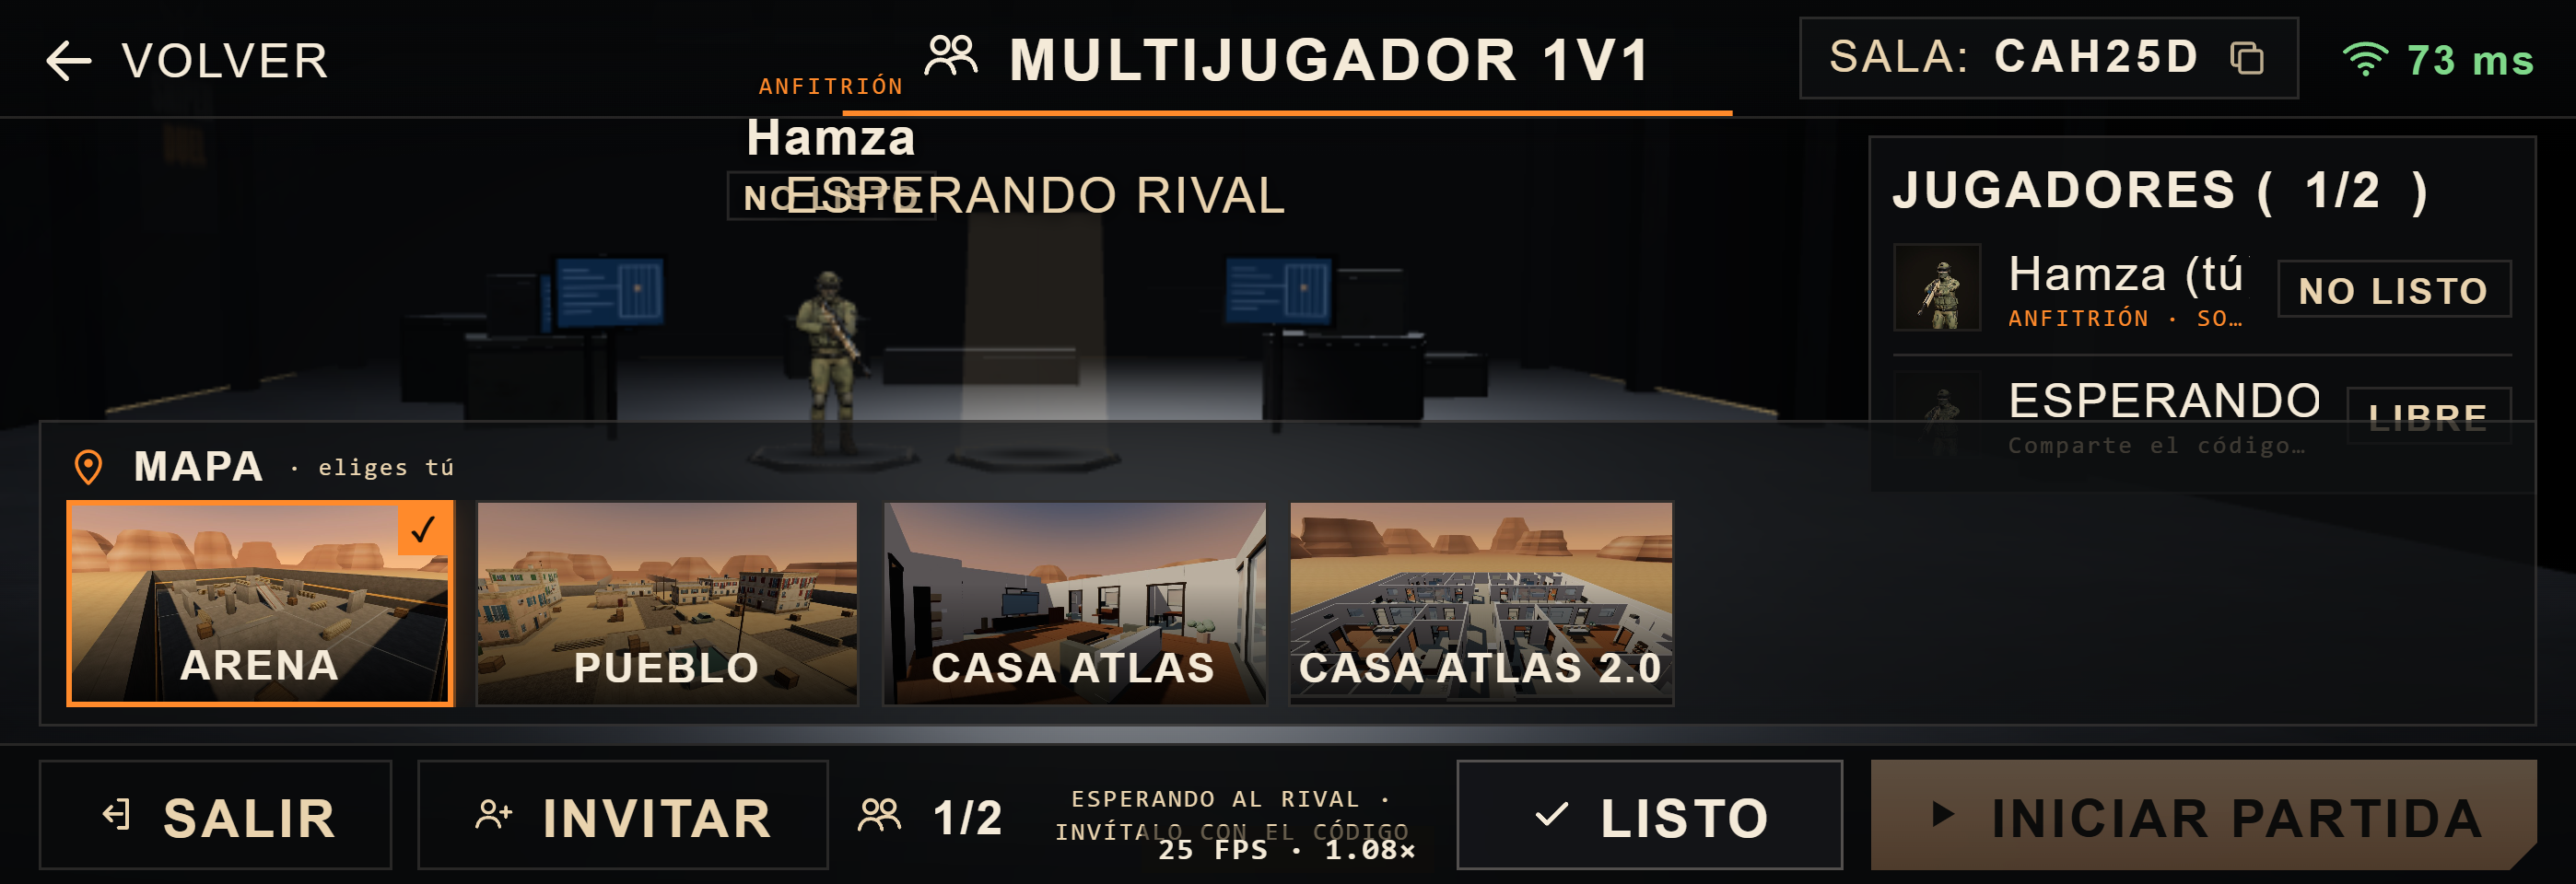 VOLVER
MULTIJUGADOR 1V1
SALA: CAH25D
73 ms
ANFITRIÓN
Hamza
NO LISTO
ESPERANDO RIVAL
JUGADORES ( 1/2 )
Hamza (tú
NO LISTO
ANFITRIÓN · SO…
ESPERANDO
LIBRE
Comparte el código…
MAPA · eliges tú
ARENA
PUEBLO
CASA ATLAS
CASA ATLAS 2.0
SALIR
INVITAR
1/2
ESPERANDO AL RIVAL ·
INVÍTALO CON EL CÓDIGO
25 FPS · 1.08×
LISTO
INICIAR PARTIDA